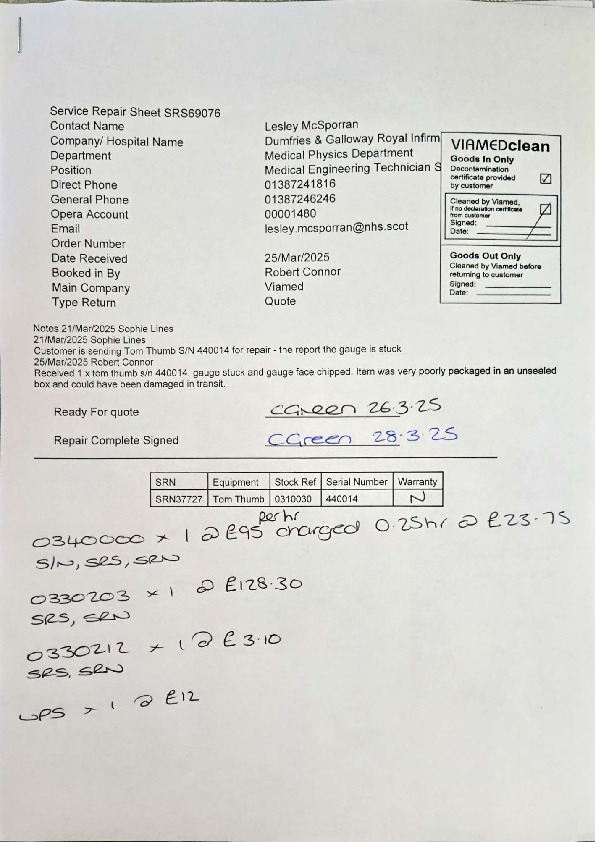 Service Repair Sheet SRS69076
Contact Name Lesley McSporran
Company/ Hospital Name Dumfries & Galloway Royal Infirm
Department Medical Physics Department
Position Medical Engineering Technician S
Direct Phone 01387241816
General Phone 01387246246
Opera Account 00001480
Email lesley.mcsporran@nhs.scot
Order Number
Date Received 25/Mar/2025
Booked in By Robert Connor
Main Company Viamed
Type Return Quote
VIAMEDclean
Goods In Only
Decontamination
certificate provided
by customer
Cleaned by Viamed,
if no declaration certificate
from customer
Signed:
Date:
Goods Out Only
Cleaned by Viamed before
returning to customer
Signed:
Date:
Notes 21/Mar/2025 Sophie Lines
21/Mar/2025 Sophie Lines
Customer is sending Tom Thumb S/N 440014 for repair - the report the gauge is stuck
25/Mar/2025 Robert Connor
Received 1 x tom thumb s/n 440014, gauge stuck and gauge face chipped. Item was very poorly packaged in an unsealed
box and could have been damaged in transit.
Ready For quote CGreen 26.3.25
Repair Complete Signed CGreen 28.3.25
SRN Equipment Stock Ref Serial Number Warranty
SRN37727 Tom Thumb 0310030 440014 N
per hr
0340000 x 1 @ £95 charged 0.25hr @ £23.75
S/N, SRS, SRN
0330203 x 1 @ £128.30
SRS, SRN
0330212 x 1 @ £3.10
SRS, SRN
UPS x 1 @ £12